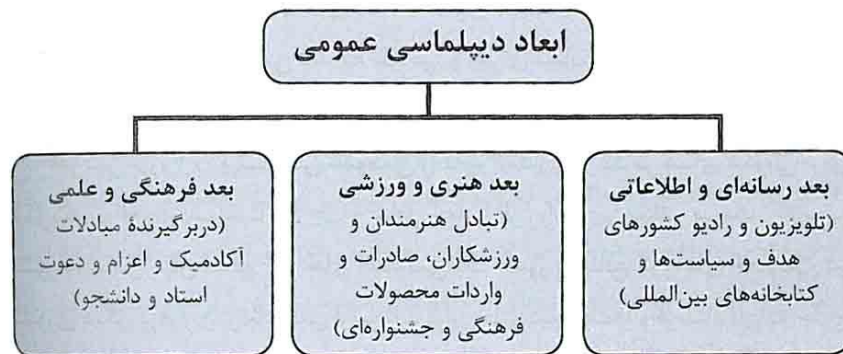 ابعاد دیپلماسی عمومی
بعد رسانه‌ای و اطلاعاتی
(تلویزیون و رادیو کشورهای
هدف و سیاست‌ها و
کتابخانه‌های بین‌المللی)
بعد هنری و ورزشی
(تبادل هنرمندان و
ورزشکاران، صادرات و
واردات محصولات
فرهنگی و جشنواره‌ای)
بعد فرهنگی و علمی
(دربرگیرندهٔ مبادلات
آکادمیک و اعزام و دعوت
استاد و دانشجو)